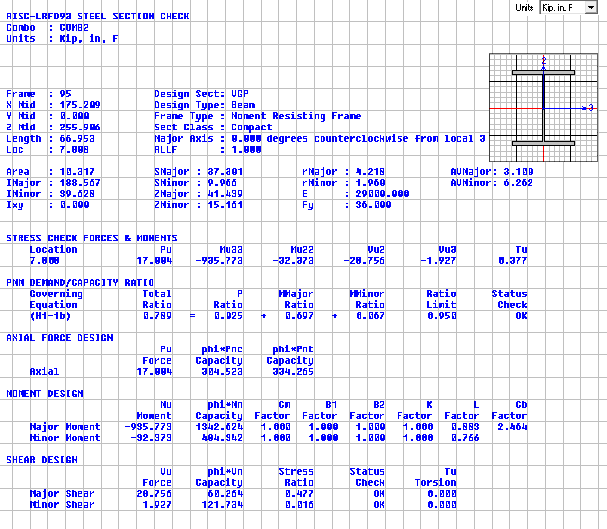 Units Kip, in, F
AISC-LRFD93 STEEL SECTION CHECK
Combo : COMB2
Units : Kip, in, F
2
3
Frame : 95 Design Sect: VGP
X Mid : 175.209 Design Type: Beam
Y Mid : 0.000 Frame Type : Moment Resisting Frame
Z Mid : 255.906 Sect Class : Compact
Length : 66.953 Major Axis : 0.000 degrees counterclockwise from local 3
Loc : 7.000 RLLF : 1.000
Area : 10.317 SMajor : 37.301 rMajor : 4.218 AVMajor: 3.100
IMajor : 188.567 SMinor : 9.966 rMinor : 1.960 AVMinor: 6.262
IMinor : 39.628 ZMajor : 41.439 E : 29000.000
Ixy : 0.000 ZMinor : 15.161 Fy : 36.000
STRESS CHECK FORCES & MOMENTS
Location Pu Mu33 Mu22 Vu2 Vu3 Tu
7.000 17.004 -935.773 -32.373 -20.756 -1.927 0.377
PMM DEMAND/CAPACITY RATIO
Governing Total P MMajor MMinor Ratio Status
Equation Ratio Ratio Ratio Ratio Limit Check
(H1-1b) 0.789 = 0.025 + 0.697 + 0.067 0.950 OK
AXIAL FORCE DESIGN
Pu phi*Pnc phi*Pnt
Force Capacity Capacity
Axial 17.004 304.523 334.265
MOMENT DESIGN
Mu phi*Mn Cm B1 B2 K L Cb
Moment Capacity Factor Factor Factor Factor Factor Factor
Major Moment -935.773 1342.624 1.000 1.000 1.000 1.000 0.883 2.464
Minor Moment -32.373 484.942 1.000 1.000 1.000 1.000 0.766
SHEAR DESIGN
Vu phi*Vn Stress Status Tu
Force Capacity Ratio Check Torsion
Major Shear 20.756 60.264 0.477 OK 0.000
Minor Shear 1.927 121.734 0.016 OK 0.000